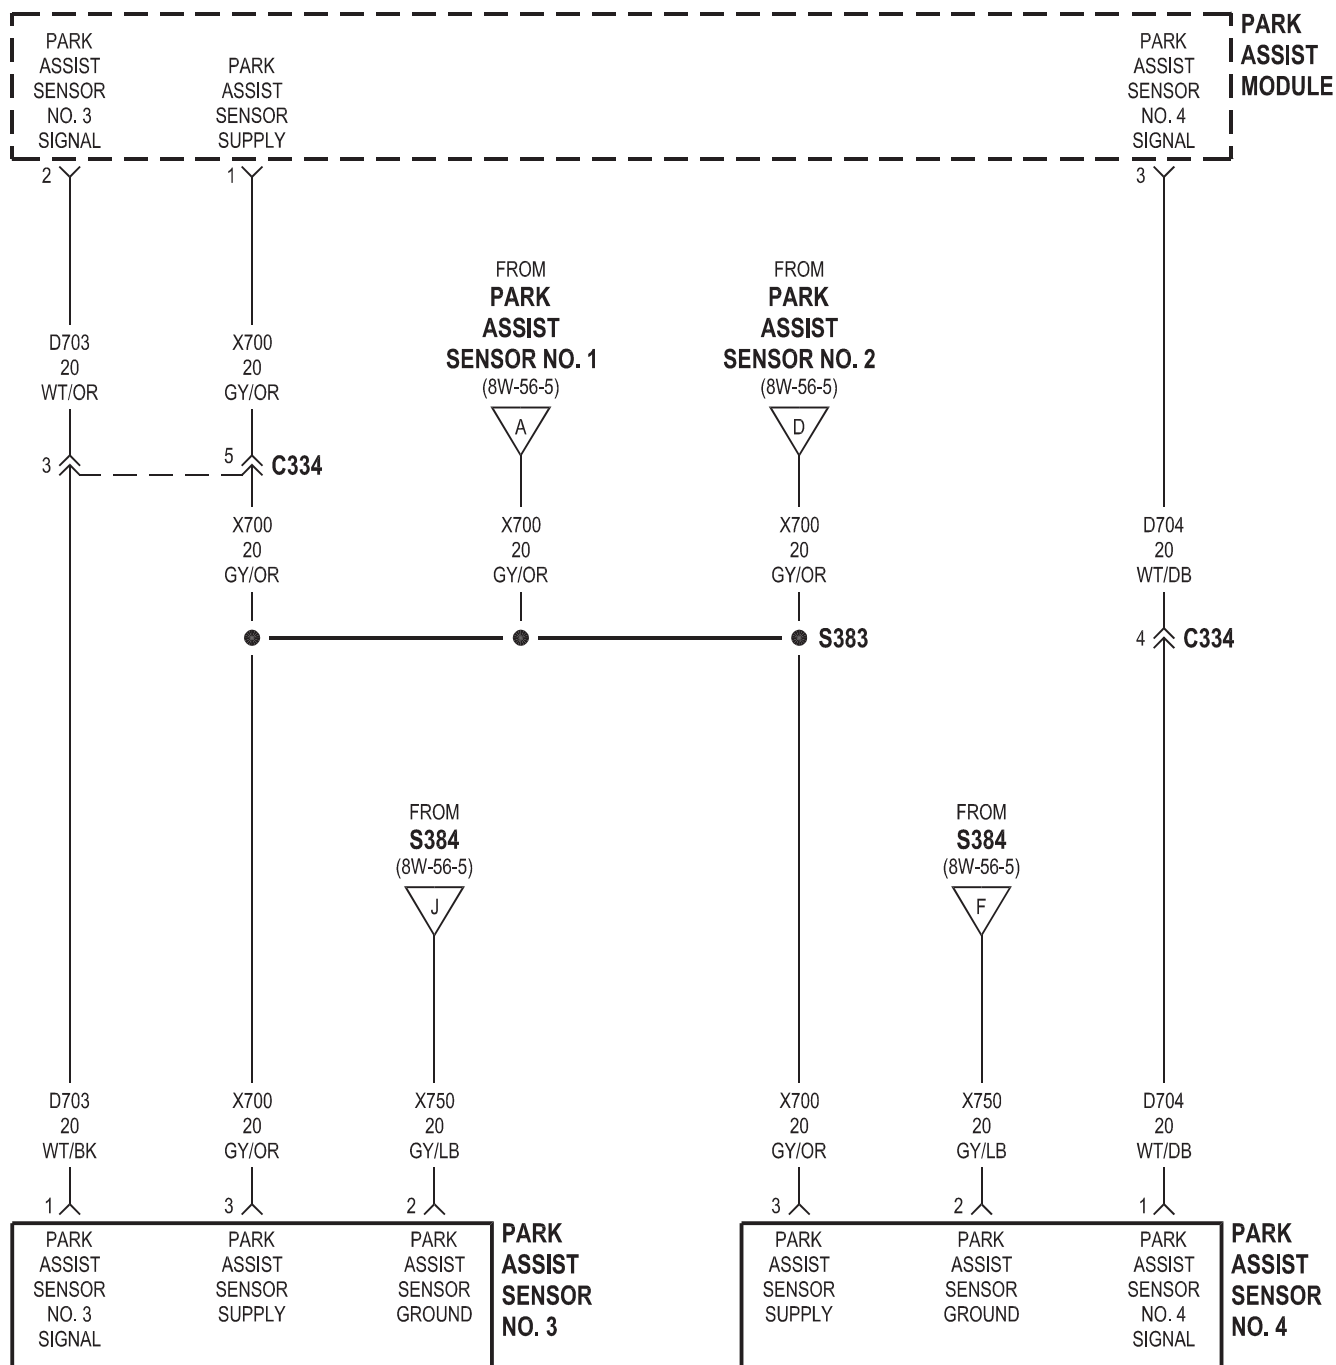 PARK
ASSIST
MODULE
PARK
ASSIST
SENSOR
NO. 3
SIGNAL
PARK
ASSIST
SENSOR
SUPPLY
PARK
ASSIST
SENSOR
NO. 4
SIGNAL
2
1
3
FROM
PARK
ASSIST
SENSOR NO. 1
(8W-56-5)
A
FROM
PARK
ASSIST
SENSOR NO. 2
(8W-56-5)
D
D703
20
WT/OR
X700
20
GY/OR
3
5
C334
X700
20
GY/OR
X700
20
GY/OR
X700
20
GY/OR
D704
20
WT/DB
S383
4
C334
FROM
S384
(8W-56-5)
J
FROM
S384
(8W-56-5)
F
D703
20
WT/BK
X700
20
GY/OR
X750
20
GY/LB
X700
20
GY/OR
X750
20
GY/LB
D704
20
WT/DB
1
3
2
3
2
1
PARK
ASSIST
SENSOR
NO. 3
SIGNAL
PARK
ASSIST
SENSOR
SUPPLY
PARK
ASSIST
SENSOR
GROUND
PARK
ASSIST
SENSOR
NO. 3
PARK
ASSIST
SENSOR
SUPPLY
PARK
ASSIST
SENSOR
GROUND
PARK
ASSIST
SENSOR
NO. 4
SIGNAL
PARK
ASSIST
SENSOR
NO. 4